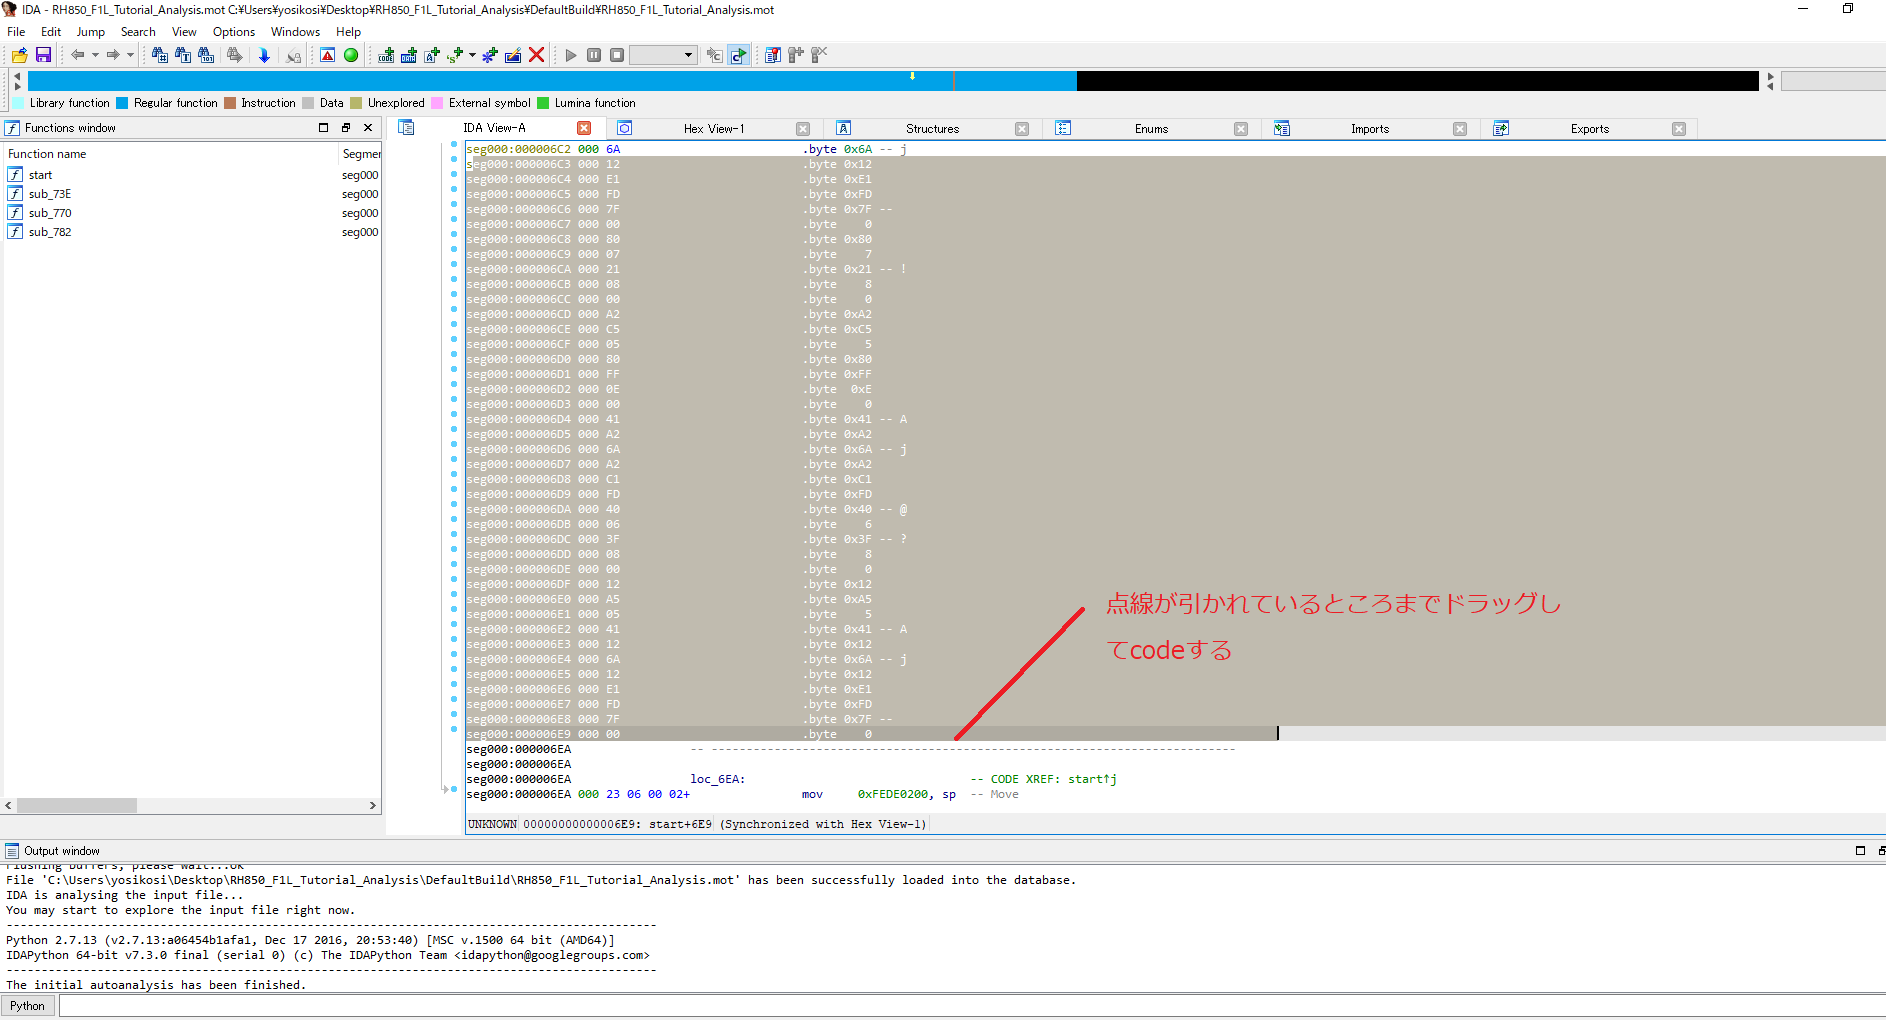 IDA - RH850_F1L_Tutorial_Analysis.mot C:¥Users¥yosikosi¥Desktop¥RH850_F1L_Tutorial_Analysis¥DefaultBuild¥RH850_F1L_Tutorial_Analysis.mot
File Edit Jump Search View Options Windows Help
Library function Regular function Instruction Data Unexplored External symbol Lumina function
Functions window
IDA View-A Hex View-1 Structures Enums Imports Exports
Function name Segmer
start seg000
sub_73E seg000
sub_770 seg000
sub_782 seg000
seg000:000006C2 000 6A .byte 0x6A -- j
seg000:000006C3 000 12 .byte 0x12
seg000:000006C4 000 E1 .byte 0xE1
seg000:000006C5 000 FD .byte 0xFD
seg000:000006C6 000 7F .byte 0x7F --
seg000:000006C7 000 00 .byte 0
seg000:000006C8 000 80 .byte 0x80
seg000:000006C9 000 07 .byte 7
seg000:000006CA 000 21 .byte 0x21 -- !
seg000:000006CB 000 08 .byte 8
seg000:000006CC 000 00 .byte 0
seg000:000006CD 000 A2 .byte 0xA2
seg000:000006CE 000 C5 .byte 0xC5
seg000:000006CF 000 05 .byte 5
seg000:000006D0 000 80 .byte 0x80
seg000:000006D1 000 FF .byte 0xFF
seg000:000006D2 000 0E .byte 0xE
seg000:000006D3 000 00 .byte 0
seg000:000006D4 000 41 .byte 0x41 -- A
seg000:000006D5 000 A2 .byte 0xA2
seg000:000006D6 000 6A .byte 0x6A -- j
seg000:000006D7 000 A2 .byte 0xA2
seg000:000006D8 000 C1 .byte 0xC1
seg000:000006D9 000 FD .byte 0xFD
seg000:000006DA 000 40 .byte 0x40 -- @
seg000:000006DB 000 06 .byte 6
seg000:000006DC 000 3F .byte 0x3F -- ?
seg000:000006DD 000 08 .byte 8
seg000:000006DE 000 00 .byte 0
seg000:000006DF 000 12 .byte 0x12
seg000:000006E0 000 A5 .byte 0xA5
seg000:000006E1 000 05 .byte 5
seg000:000006E2 000 41 .byte 0x41 -- A
seg000:000006E3 000 12 .byte 0x12
seg000:000006E4 000 6A .byte 0x6A -- j
seg000:000006E5 000 12 .byte 0x12
seg000:000006E6 000 E1 .byte 0xE1
seg000:000006E7 000 FD .byte 0xFD
seg000:000006E8 000 7F .byte 0x7F --
seg000:000006E9 000 00 .byte 0
seg000:000006EA -- ---------------------------------------------------------------------------
seg000:000006EA
seg000:000006EA loc_6EA: -- CODE XREF: start↑j
seg000:000006EA 000 23 06 00 02+ mov 0xFEDE0200, sp -- Move
点線が引かれているところまでドラッグし
てcodeする
UNKNOWN 00000000000006E9: start+6E9 (Synchronized with Hex View-1)
Output window
Flushing buffers, please wait...ok
File 'C:\Users\yosikosi\Desktop\RH850_F1L_Tutorial_Analysis\DefaultBuild\RH850_F1L_Tutorial_Analysis.mot' has been successfully loaded into the database.
IDA is analysing the input file...
You may start to explore the input file right now.
---------------------------------------------------------------------------------------------
Python 2.7.13 (v2.7.13:a06454b1afa1, Dec 17 2016, 20:53:40) [MSC v.1500 64 bit (AMD64)]
IDAPython 64-bit v7.3.0 final (serial 0) (c) The IDAPython Team <idapython@googlegroups.com>
---------------------------------------------------------------------------------------------
The initial autoanalysis has been finished.
Python